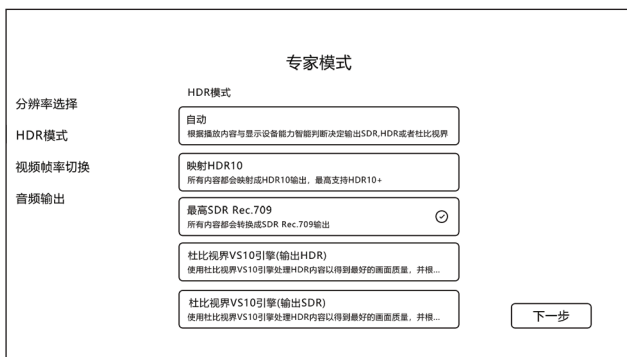 专家模式
分辨率选择
HDR模式
视频帧率切换
音频输出
HDR模式
自动
根据播放内容与显示设备能力智能判断决定输出SDR,HDR或者杜比视界
映射HDR10
所有内容都会映射成HDR10输出，最高支持HDR10+
最高SDR Rec.709
所有内容都会转换成SDR Rec.709输出
杜比视界VS10引擎(输出HDR)
使用杜比视界VS10引擎处理HDR内容以得到最好的画面质量，并根...
杜比视界VS10引擎(输出SDR)
使用杜比视界VS10引擎处理HDR内容以得到最好的画面质量，并根...
下一步